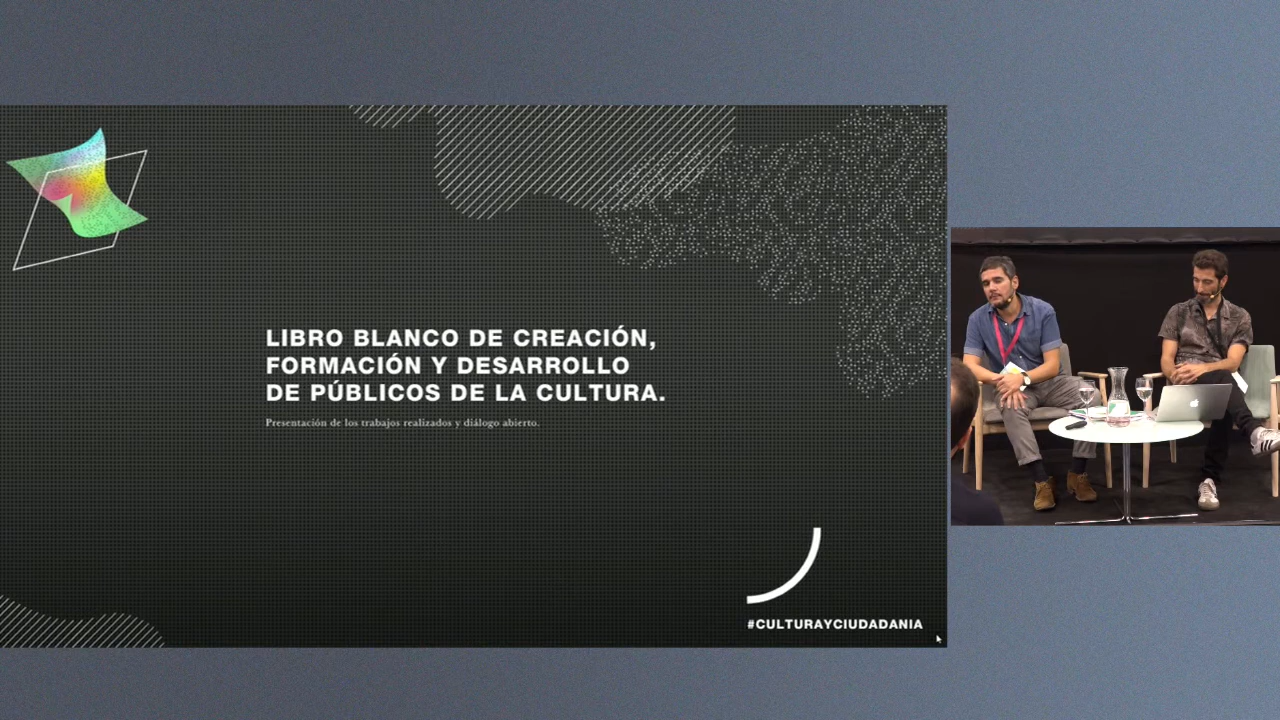 LIBRO BLANCO DE CREACIÓN,
FORMACIÓN Y DESARROLLO
DE PÚBLICOS DE LA CULTURA.
Presentación de los trabajos realizados y diálogo abierto.
#CULTURAYCIUDADANIA